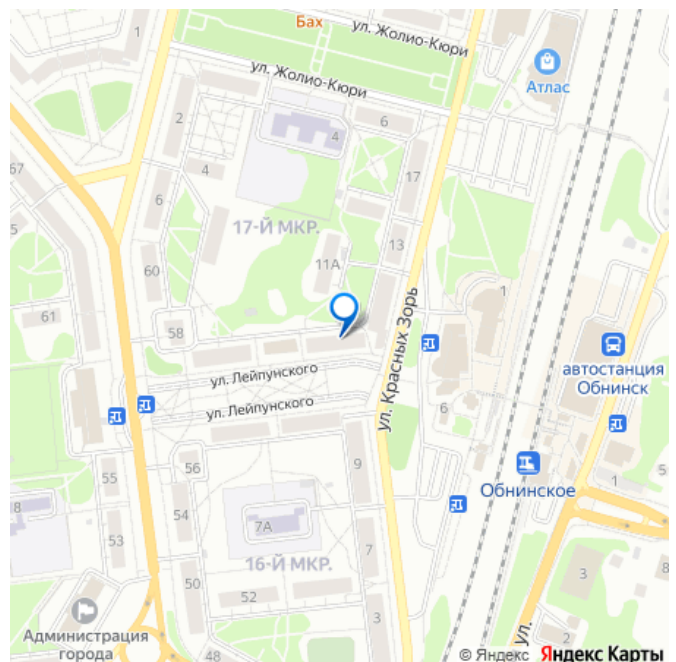 Бах
ул. Жолио-Кюри
1
ул. Жолио-Кюри
Атлас
2
6
4
67
4
17
6
5
17-Й МКР.
13
11А
60
1
61
58
ул. Красных Зорь
автостанция
Обнинск
ул. Лейпунского
ул. Лейпунского
6
56
9
Обнинское
5
55
1
8
54
7А
53
7
16-Й МКР.
3
8
50
52
3
Администрация
города
48
2
ул.
© Яндекс Яндекс Карты